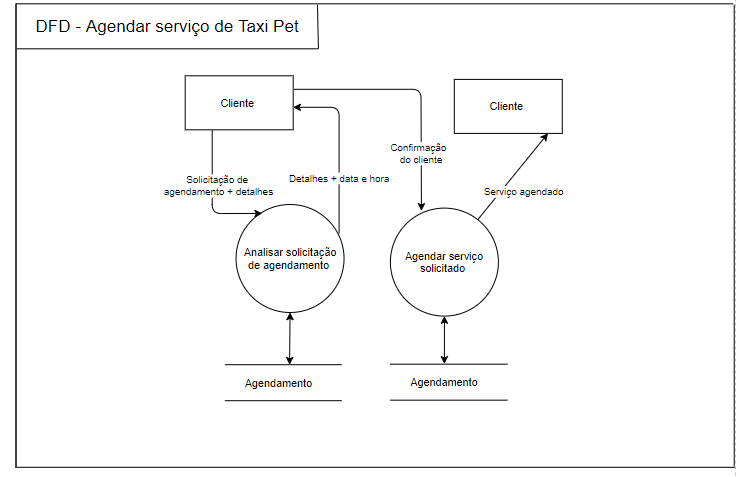 DFD - Agendar serviço de Taxi Pet
Cliente
Cliente
Confirmação
do cliente
Solicitação de
agendamento + detalhes
Detalhes + data e hora
Serviço agendado
Analisar solicitação
de agendamento
Agendar serviço
solicitado
Agendamento
Agendamento